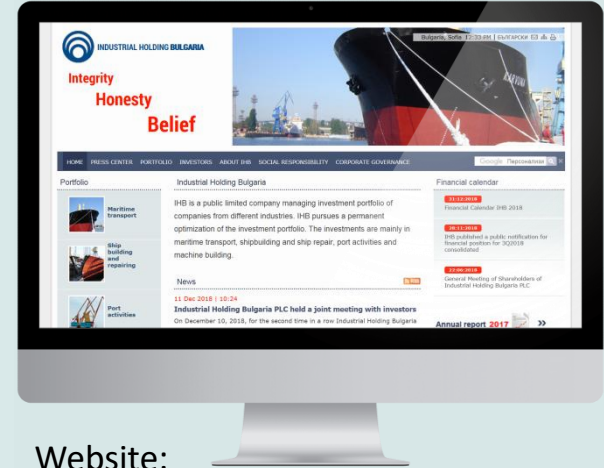 INDUSTRIAL HOLDING BULGARIA
Integrity
Honesty
Belief
Bulgaria, Sofia
БЪЛГАРСКИ
HOME PRESS CENTER PORTFOLIO INVESTORS ABOUT IHB SOCIAL RESPONSIBILITY CORPORATE GOVERNANCE
Google
Portfolio
Maritime
transport
Ship
building
and
repairing
Port
activities
Industrial Holding Bulgaria
IHB is a public limited company managing investment portfolio of
companies from different industries. IHB pursues a permanent
optimization of the investment portfolio. The investments are mainly in
maritime transport, shipbuilding and ship repair, port activities and
machine building.
News
11 Dec 2018 | 10:24
Industrial Holding Bulgaria PLC held a joint meeting with investors
On December 10, 2018, for the second time in a row Industrial Holding Bulgaria
Financial calendar
31.12.2018
Financial Calendar IHB 2018
IHB published a public notification for
financial position for 3Q2018
consolidated
General Meeting of Shareholders of
Industrial Holding Bulgaria PLC
Annual report 2017 »
Website: